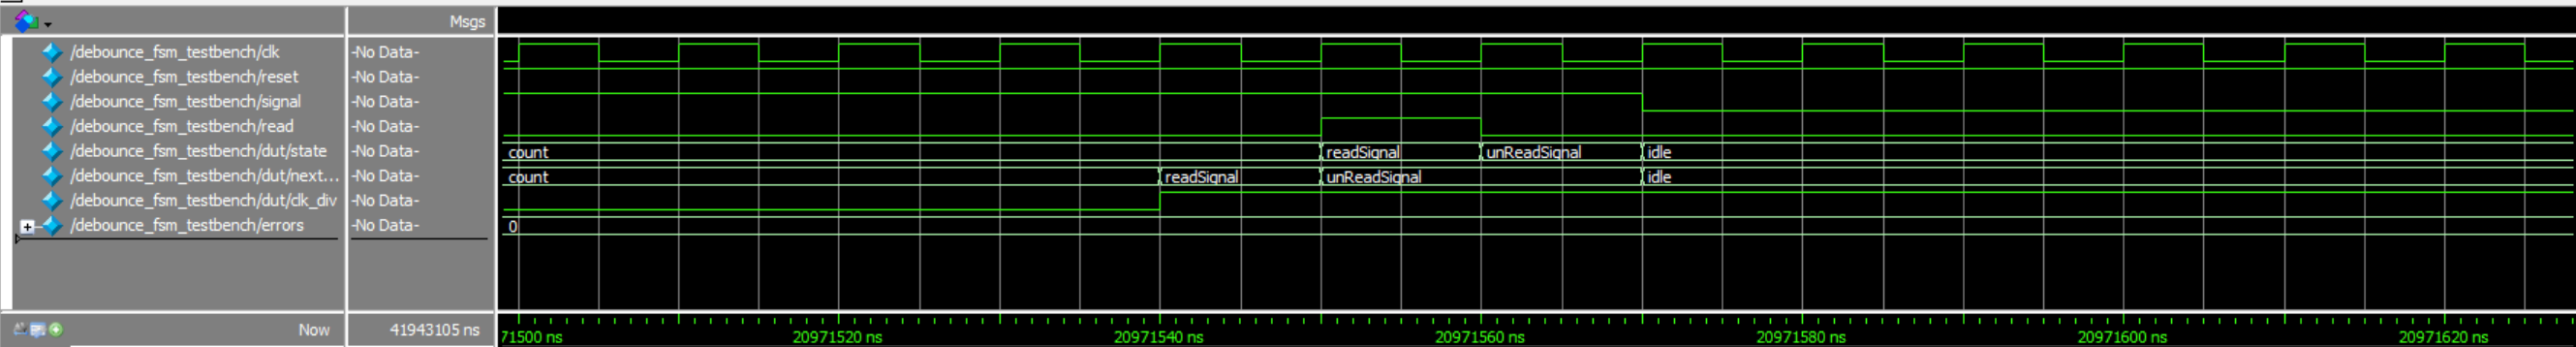 Msgs
/debounce_fsm_testbench/clk -No Data-
/debounce_fsm_testbench/reset -No Data-
/debounce_fsm_testbench/signal -No Data-
/debounce_fsm_testbench/read -No Data-
/debounce_fsm_testbench/dut/state -No Data- count readSignal unReadSignal idle
/debounce_fsm_testbench/dut/next... -No Data- count readSignal unReadSignal idle
/debounce_fsm_testbench/dut/clk_div -No Data-
/debounce_fsm_testbench/errors -No Data- 0
Now 41943105 ns 71500 ns 20971520 ns 20971540 ns 20971560 ns 20971580 ns 20971600 ns 20971620 ns